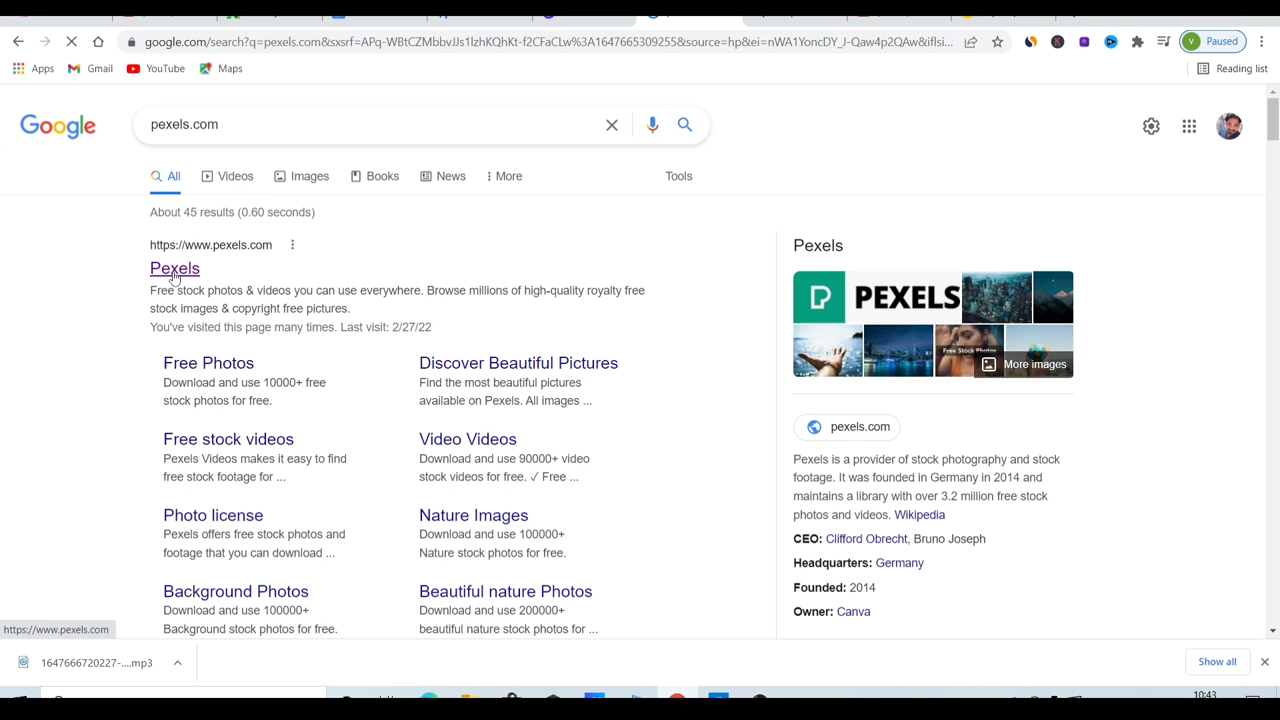 google.com/search?q=pexels.com&sxsrf=APq-WBtCZMbbvJJs1lzhKQhKt-f2CFaCLw%3A1647665309255&source=hp&ei=nWA1YoncDY_J-Qaw4p2QAw&iflsi...
V Paused
Apps Gmail YouTube Maps Reading list
Google
pexels.com
All Videos Images Books News More Tools
About 45 results (0.60 seconds)
https://www.pexels.com
Pexels
Free stock photos & videos you can use everywhere. Browse millions of high-quality royalty free
stock images & copyright free pictures.
You've visited this page many times. Last visit: 2/27/22
Free Photos
Download and use 10000+ free
stock photos for free.
Discover Beautiful Pictures
Find the most beautiful pictures
available on Pexels. All images ...
Free stock videos
Pexels Videos makes it easy to find
free stock footage for ...
Video Videos
Download and use 90000+ video
stock videos for free. ✓ Free ...
Photo license
Pexels offers free stock photos and
footage that you can download ...
Nature Images
Download and use 100000+
Nature stock photos for free.
Background Photos
Download and use 100000+
Background stock photos for free.
Beautiful nature Photos
Download and use 200000+
beautiful nature stock photos for ...
Pexels
PEXELS
Free Stock Photos
More images
pexels.com
Pexels is a provider of stock photography and stock
footage. It was founded in Germany in 2014 and
maintains a library with over 3.2 million free stock
photos and videos. Wikipedia
CEO: Clifford Obrecht, Bruno Joseph
Headquarters: Germany
Founded: 2014
Owner: Canva
https://www.pexels.com
1647666720227-....mp3
Show all
10:43